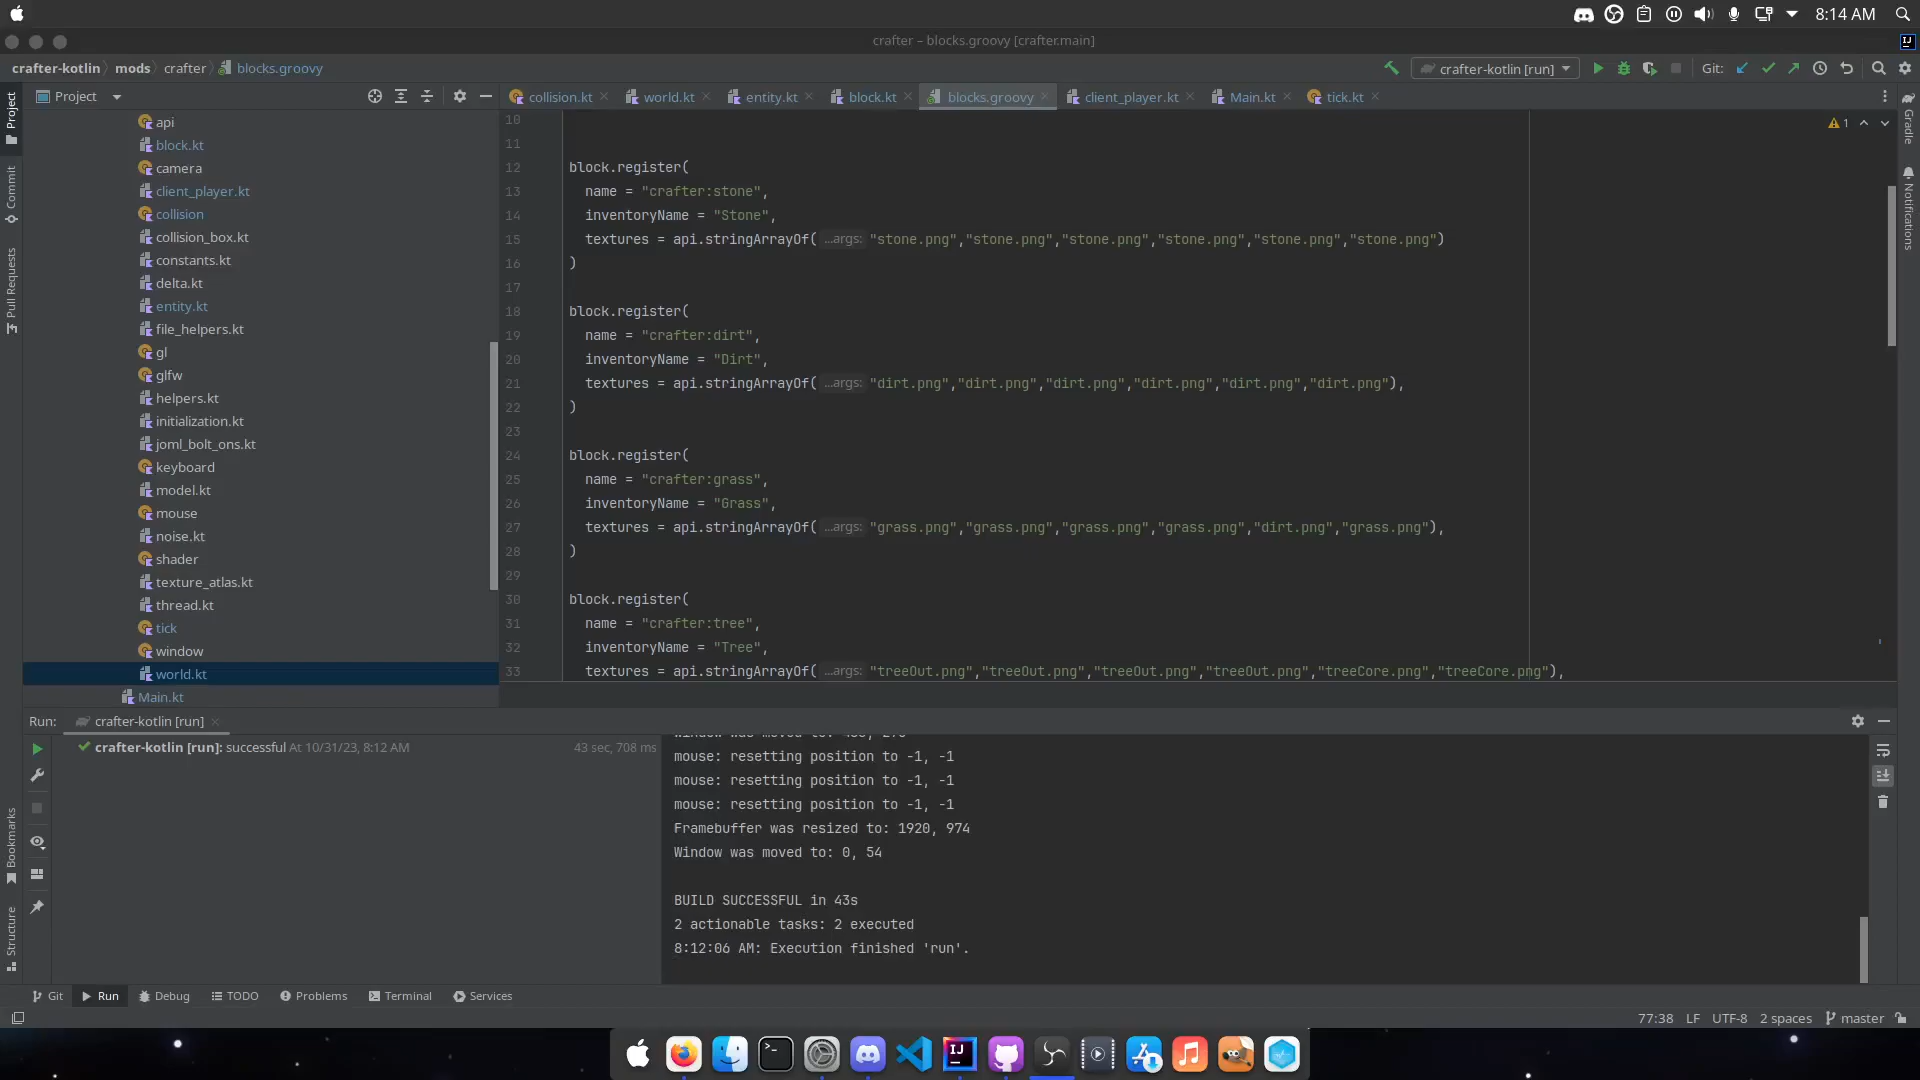 8:14 AM
crafter – blocks.groovy [crafter.main]
crafter-kotlin
mods
crafter
blocks.groovy
crafter-kotlin [run]
Git:
Project
collision.kt
world.kt
entity.kt
block.kt
blocks.groovy
client_player.kt
Main.kt
tick.kt
Project
Commit
Pull Requests
Bookmarks
Structure
Gradle
Notifications
api
block.kt
camera
client_player.kt
collision
collision_box.kt
constants.kt
delta.kt
entity.kt
file_helpers.kt
gl
glfw
helpers.kt
initialization.kt
joml_bolt_ons.kt
keyboard
model.kt
mouse
noise.kt
shader
texture_atlas.kt
thread.kt
tick
window
world.kt
Main.kt
1
10
11
12 block.register(
13 name = "crafter:stone",
14 inventoryName = "Stone",
15 textures = api.stringArrayOf( ...args: "stone.png","stone.png","stone.png","stone.png","stone.png","stone.png")
16 )
17
18 block.register(
19 name = "crafter:dirt",
20 inventoryName = "Dirt",
21 textures = api.stringArrayOf( ...args: "dirt.png","dirt.png","dirt.png","dirt.png","dirt.png","dirt.png"),
22 )
23
24 block.register(
25 name = "crafter:grass",
26 inventoryName = "Grass",
27 textures = api.stringArrayOf( ...args: "grass.png","grass.png","grass.png","grass.png","dirt.png","grass.png"),
28 )
29
30 block.register(
31 name = "crafter:tree",
32 inventoryName = "Tree",
33 textures = api.stringArrayOf( ...args: "treeOut.png","treeOut.png","treeOut.png","treeOut.png","treeCore.png","treeCore.png"),
Run:
crafter-kotlin [run]
crafter-kotlin [run]: successful At 10/31/23, 8:12 AM
43 sec, 708 ms
mouse: resetting position to -1, -1
mouse: resetting position to -1, -1
mouse: resetting position to -1, -1
Framebuffer was resized to: 1920, 974
Window was moved to: 0, 54
BUILD SUCCESSFUL in 43s
2 actionable tasks: 2 executed
8:12:06 AM: Execution finished 'run'.
Git
Run
Debug
TODO
Problems
Terminal
Services
77:38
LF
UTF-8
2 spaces
master